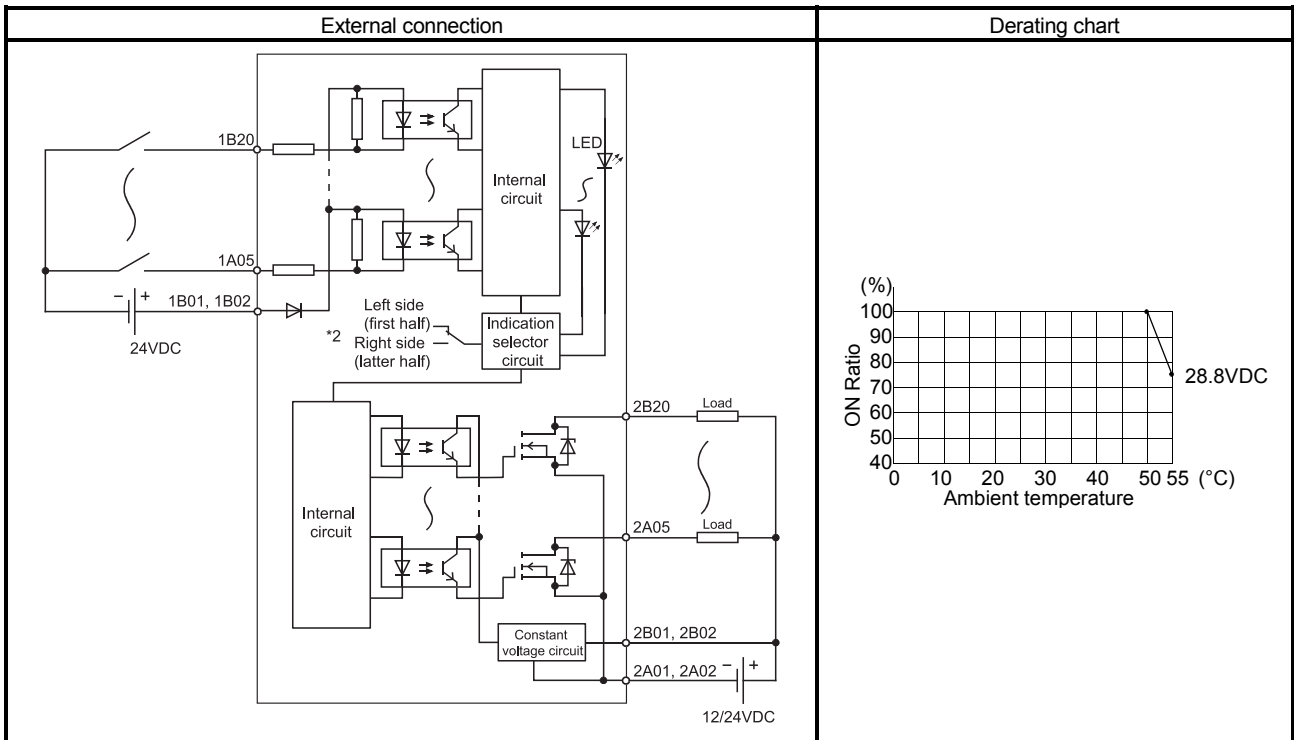 External connection
Derating chart
1B20
1A05
1B01, 1B02
− +
24VDC
LED
Internal
circuit
*2
Left side
(first half)
Right side
(latter half)
Indication
selector
circuit
Internal
circuit
Constant
voltage circuit
2B20
Load
2A05
Load
2B01, 2B02
2A01, 2A02
− +
12/24VDC
(%)
100
90
80
70
60
50
40
ON Ratio
28.8VDC
0 10 20 30 40 50 55 (°C)
Ambient temperature